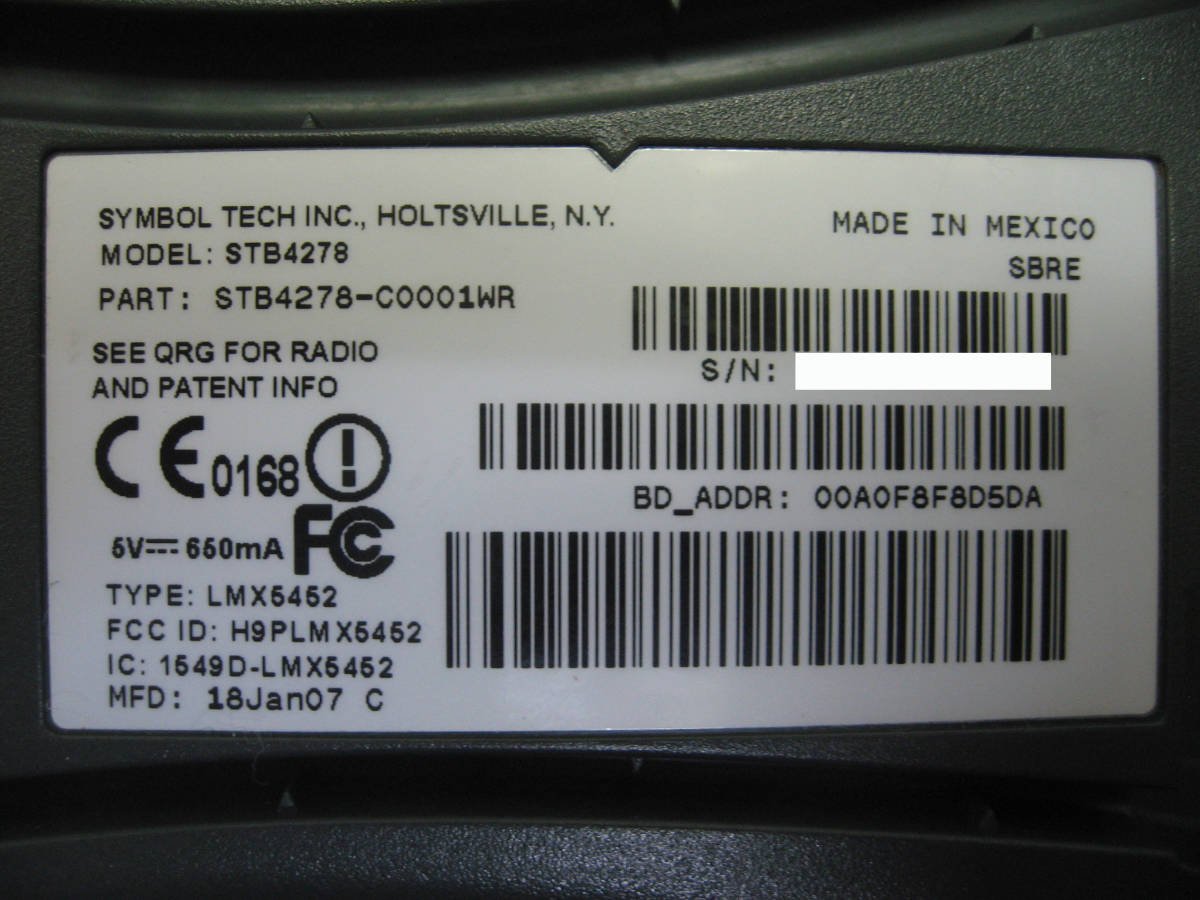 SYMBOL TECH INC., HOLTSVILLE, N.Y.
MODEL: STB4278
PART: STB4278-C0001WR
MADE IN MEXICO
SBRE
S/N:
SEE QRG FOR RADIO
AND PATENT INFO
CE 0168
FC
BD_ADDR: 00A0F8F8D5DA
5V 650mA
TYPE: LMX5452
FCC ID: H9PLMX5452
IC: 1549D-LMX5452
MFD: 18Jan07 C